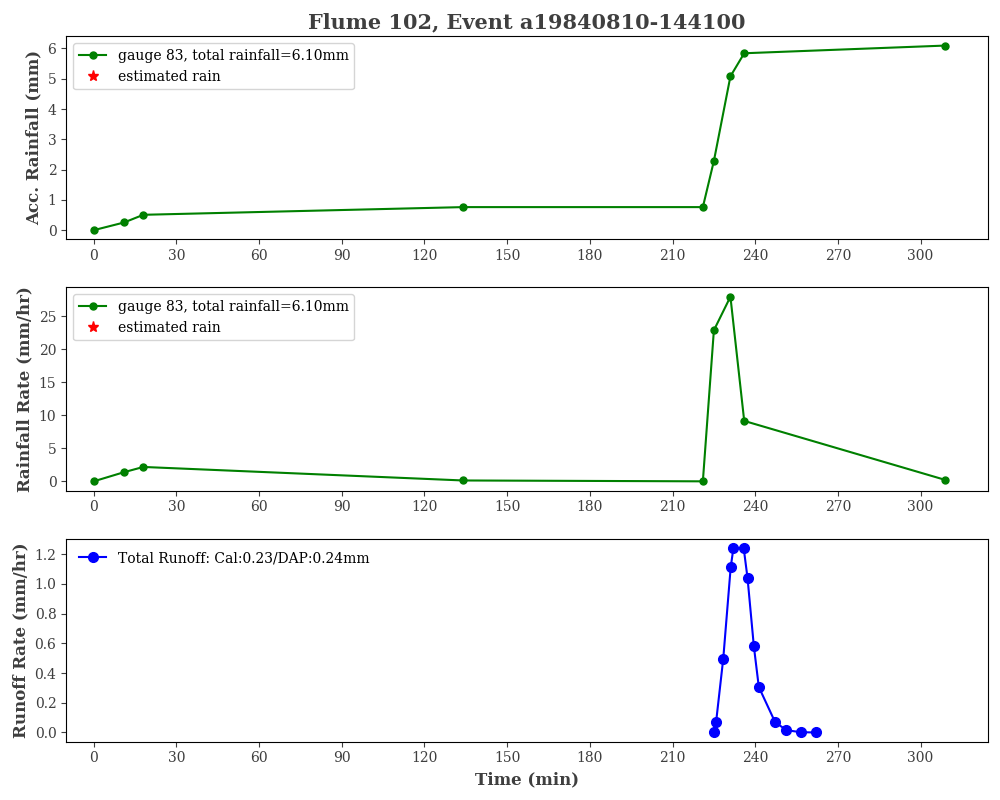 Flume 102, Event a19840810-144100
Acc. Rainfall (mm)
6
5
4
3
2
1
0
gauge 83, total rainfall=6.10mm
estimated rain
0 30 60 90 120 150 180 210 240 270 300
Rainfall Rate (mm/hr)
25
20
15
10
5
0
gauge 83, total rainfall=6.10mm
estimated rain
0 30 60 90 120 150 180 210 240 270 300
Runoff Rate (mm/hr)
1.2
1.0
0.8
0.6
0.4
0.2
0.0
Total Runoff: Cal:0.23/DAP:0.24mm
0 30 60 90 120 150 180 210 240 270 300
Time (min)